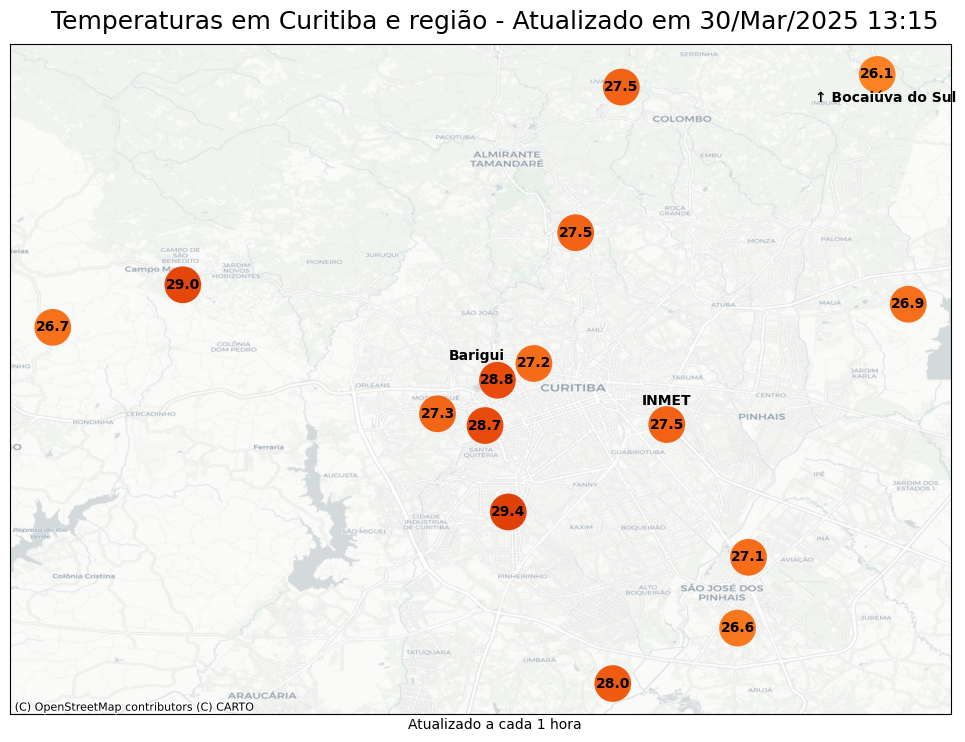 Temperaturas em Curitiba e região - Atualizado em 30/Mar/2025 13:15
SERRINHA
26.1
27.5
↑ Bocaiúva do Sul
COLOMBO
PACOTUBA
ALMIRANTE
TAMANDARÉ
EMBU
ROÇA
GRANDE
27.5
MONZA
PALOMA
CAMPO DE
SÃO
BENEDITO
JURUQUI
PIONEIRO
JARDIM
NOVOS
HORIZONTES
29.0
26.9
MAUÁ
ATUBA
SÃO JOÃO
26.7
AHÚ
COLÔNIA
DOM PEDRO
Barigui
27.2
28.8
JARDIM
KARLA
TARUMÃ
ORLEANS
CURITIBA
CENTRO
INMET
27.3
CERCADINHO
RONDINHA
PINHAIS
28.7
27.5
Ferraria
SANTA
QUITÉRIA
GUABIROTUBA
AUGUSTA
IPÊ
FANNY
JARDIM DOS
ESTADOS 1
29.4
CIDADE
INDUSTRIAL
DE CURITIBA
SÃO MIGUEL
XAXIM
BOQUEIRÃO
Represa do Rio
Verde
INÁ
27.1
AVIAÇÃO
Colônia Cristina
PINHEIRINHO
ALTO
BOQUEIRÃO
SÃO JOSÉ DOS
PINHAIS
JUREMA
26.6
TATUQUARA
UMBARÁ
28.0
ARUJÁ
ARAUCÁRIA
(C) OpenStreetMap contributors (C) CARTO
Atualizado a cada 1 hora